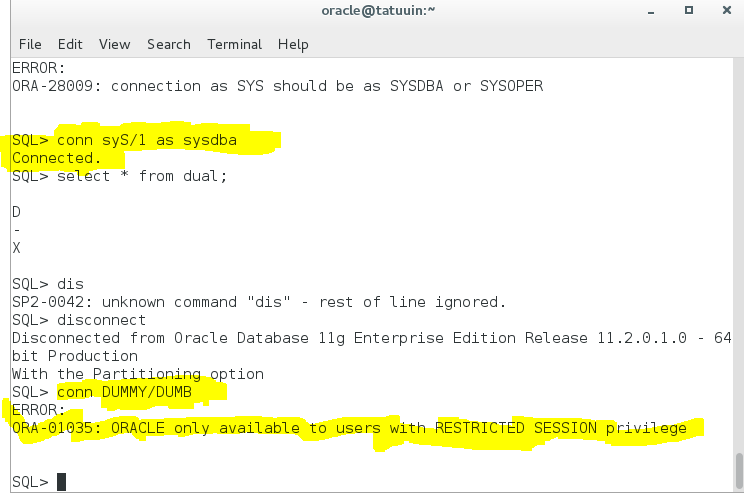 oracle@tatuuin:~
File Edit View Search Terminal Help
ERROR:
ORA-28009: connection as SYS should be as SYSDBA or SYSOPER
SQL> conn syS/1 as sysdba
Connected.
SQL> select * from dual;
D
-
X
SQL> dis
SP2-0042: unknown command "dis" - rest of line ignored.
SQL> disconnect
Disconnected from Oracle Database 11g Enterprise Edition Release 11.2.0.1.0 - 64
bit Production
With the Partitioning option
SQL> conn DUMMY/DUMB
ERROR:
ORA-01035: ORACLE only available to users with RESTRICTED SESSION privilege
SQL>